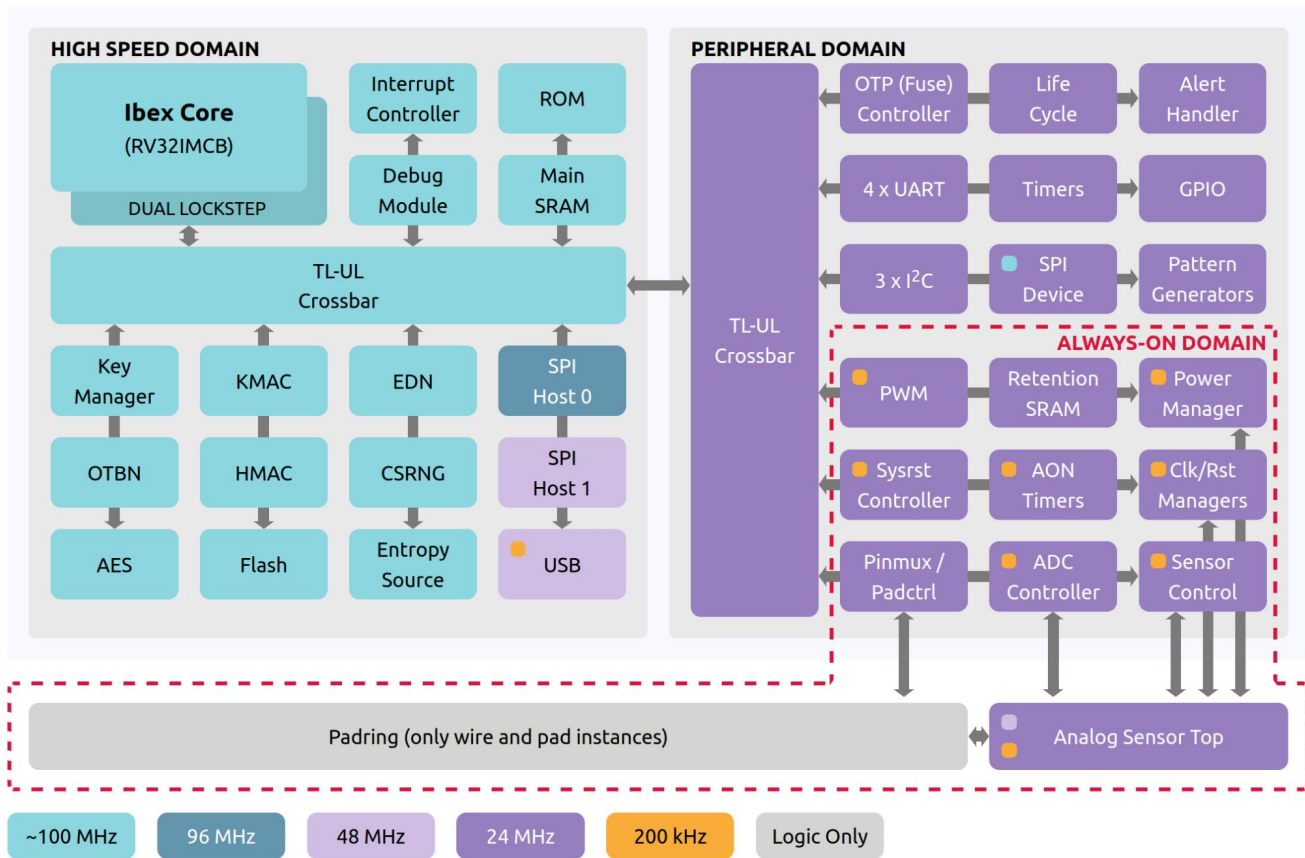 HIGH SPEED DOMAIN
Ibex Core
(RV32IMCB)
DUAL LOCKSTEP
Interrupt
Controller
ROM
Debug
Module
Main
SRAM
TL-UL
Crossbar
Key
Manager
KMAC
EDN
SPI
Host 0
OTBN
HMAC
CSRNG
SPI
Host 1
AES
Flash
Entropy
Source
USB
PERIPHERAL DOMAIN
TL-UL
Crossbar
OTP (Fuse)
Controller
Life
Cycle
Alert
Handler
4 x UART
Timers
GPIO
3 x I²C
SPI
Device
Pattern
Generators
ALWAYS-ON DOMAIN
PWM
Retention
SRAM
Power
Manager
Sysrst
Controller
AON
Timers
Clk/Rst
Managers
Pinmux /
Padctrl
ADC
Controller
Sensor
Control
Padring (only wire and pad instances)
Analog Sensor Top
~100 MHz
96 MHz
48 MHz
24 MHz
200 kHz
Logic Only